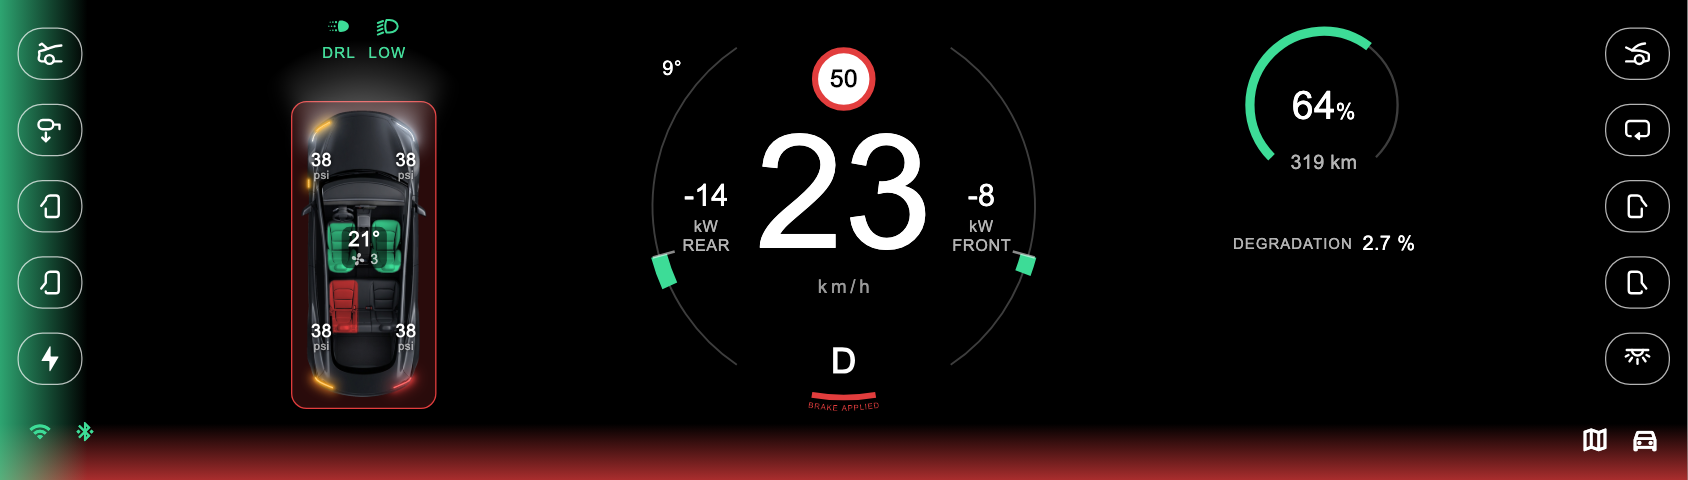 DRL LOW
38 38
psi psi
21°
3
38 38
psi psi
9°
50
23
km/h
-14
kW
REAR
-8
kW
FRONT
D
BRAKE APPLIED
64%
319 km
DEGRADATION 2.7 %